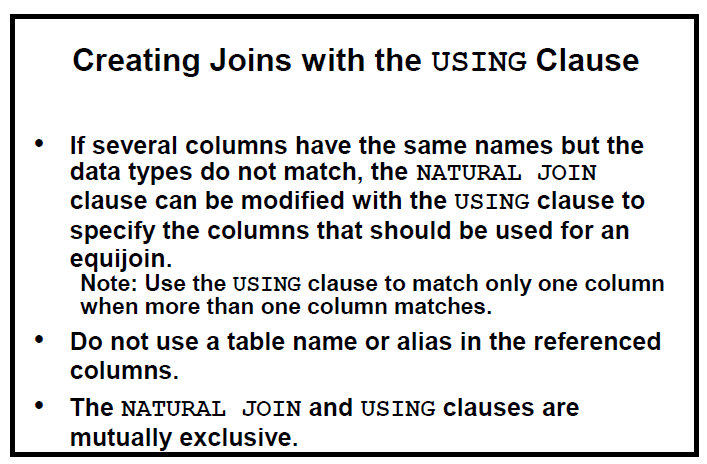 Creating Joins with the USING Clause
• If several columns have the same names but the
data types do not match, the NATURAL JOIN
clause can be modified with the USING clause to
specify the columns that should be used for an
equijoin.
Note: Use the USING clause to match only one column
when more than one column matches.
• Do not use a table name or alias in the referenced
columns.
• The NATURAL JOIN and USING clauses are
mutually exclusive.